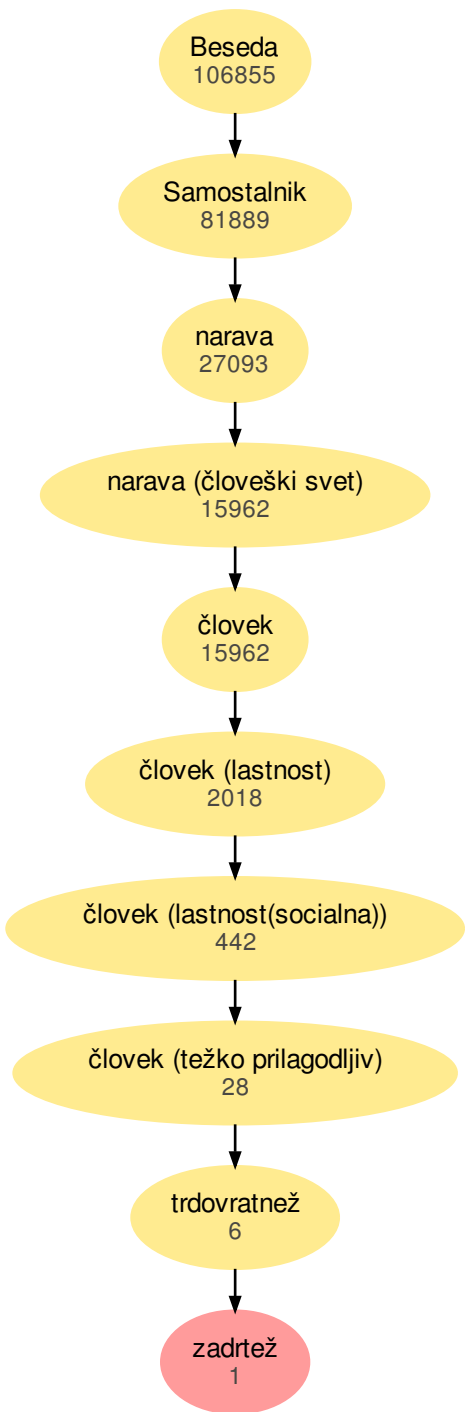 Beseda
106855
Samostalnik
81889
narava
27093
narava (človeški svet)
15962
človek
15962
človek (lastnost)
2018
človek (lastnost(socialna))
442
človek (težko prilagodljiv)
28
trdovratnež
6
zadrtež
1